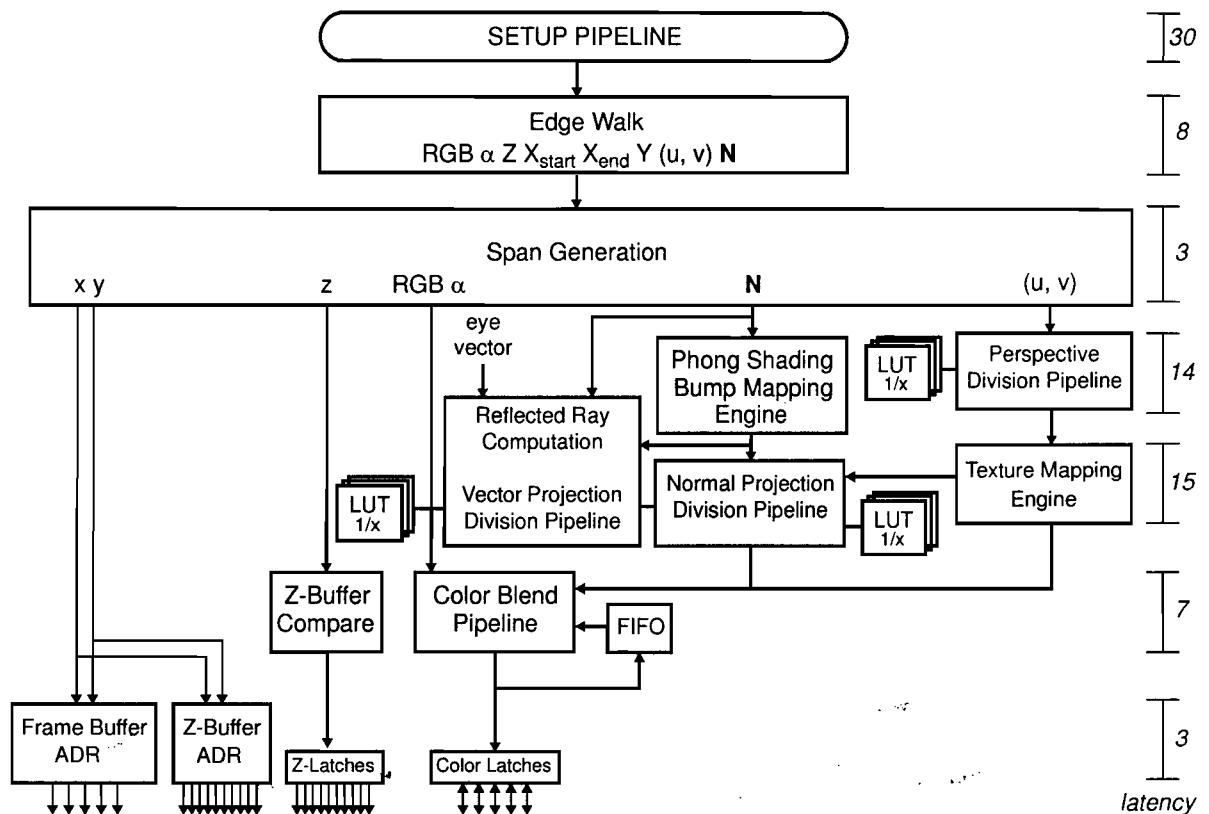 SETUP PIPELINE
30
Edge Walk
RGB α Z Xstart Xend Y (u, v) N
8
Span Generation
x y z RGB α N (u, v)
3
eye
vector
Phong Shading
Bump Mapping
Engine
LUT
1/x
Perspective
Division Pipeline
14
Reflected Ray
Computation
Vector Projection
Division Pipeline
LUT
1/x
Normal Projection
Division Pipeline
LUT
1/x
Texture Mapping
Engine
15
Z-Buffer
Compare
Color Blend
Pipeline
FIFO
7
Frame Buffer
ADR
Z-Buffer
ADR
Z-Latches
Color Latches
3
latency